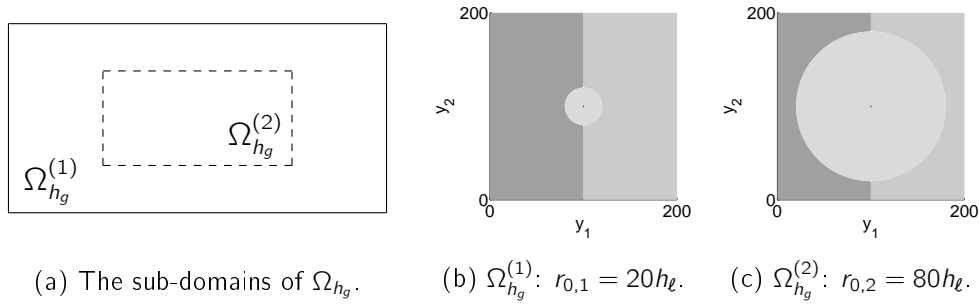 Ω_{h_g}^{(1)}
Ω_{h_g}^{(2)}
200
y_2
0
0
200
y_1
200
y_2
0
0
200
y_1
(a) The sub-domains of Ω_{h_g}.
(b) Ω_{h_g}^{(1)}: r_{0,1} = 20h_ℓ.
(c) Ω_{h_g}^{(2)}: r_{0,2} = 80h_ℓ.